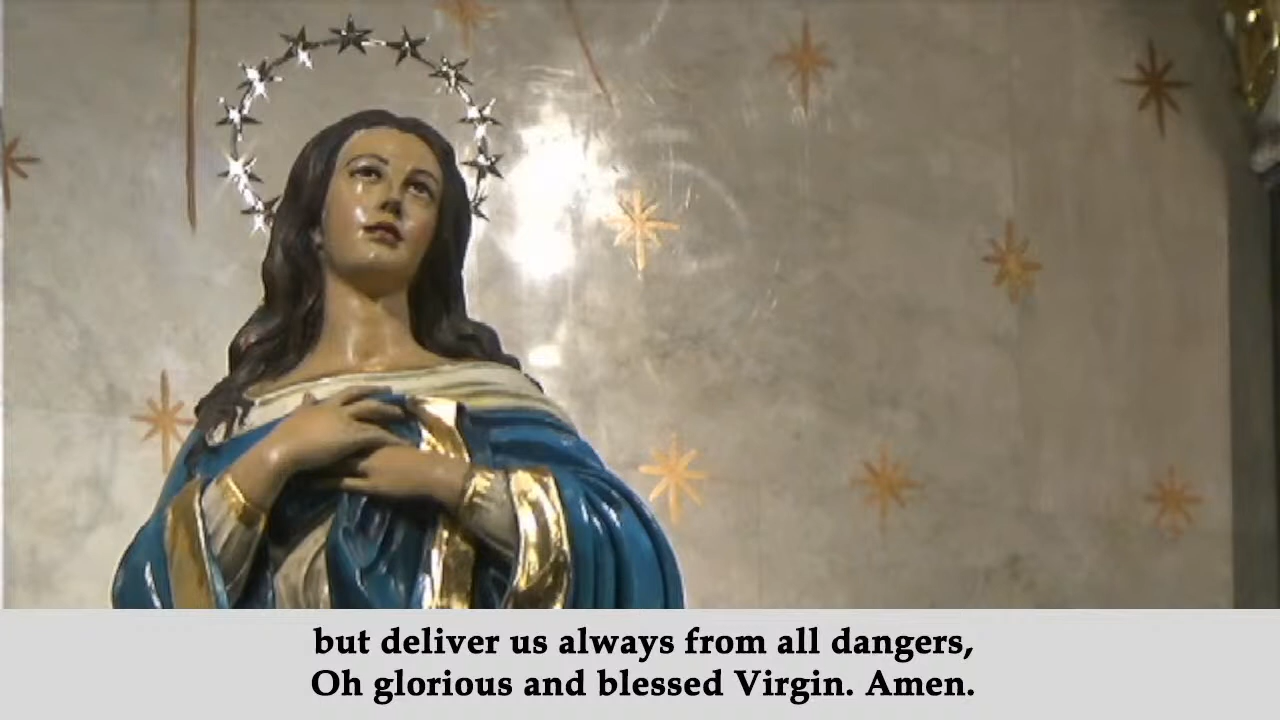 but deliver us always from all dangers,
Oh glorious and blessed Virgin. Amen.